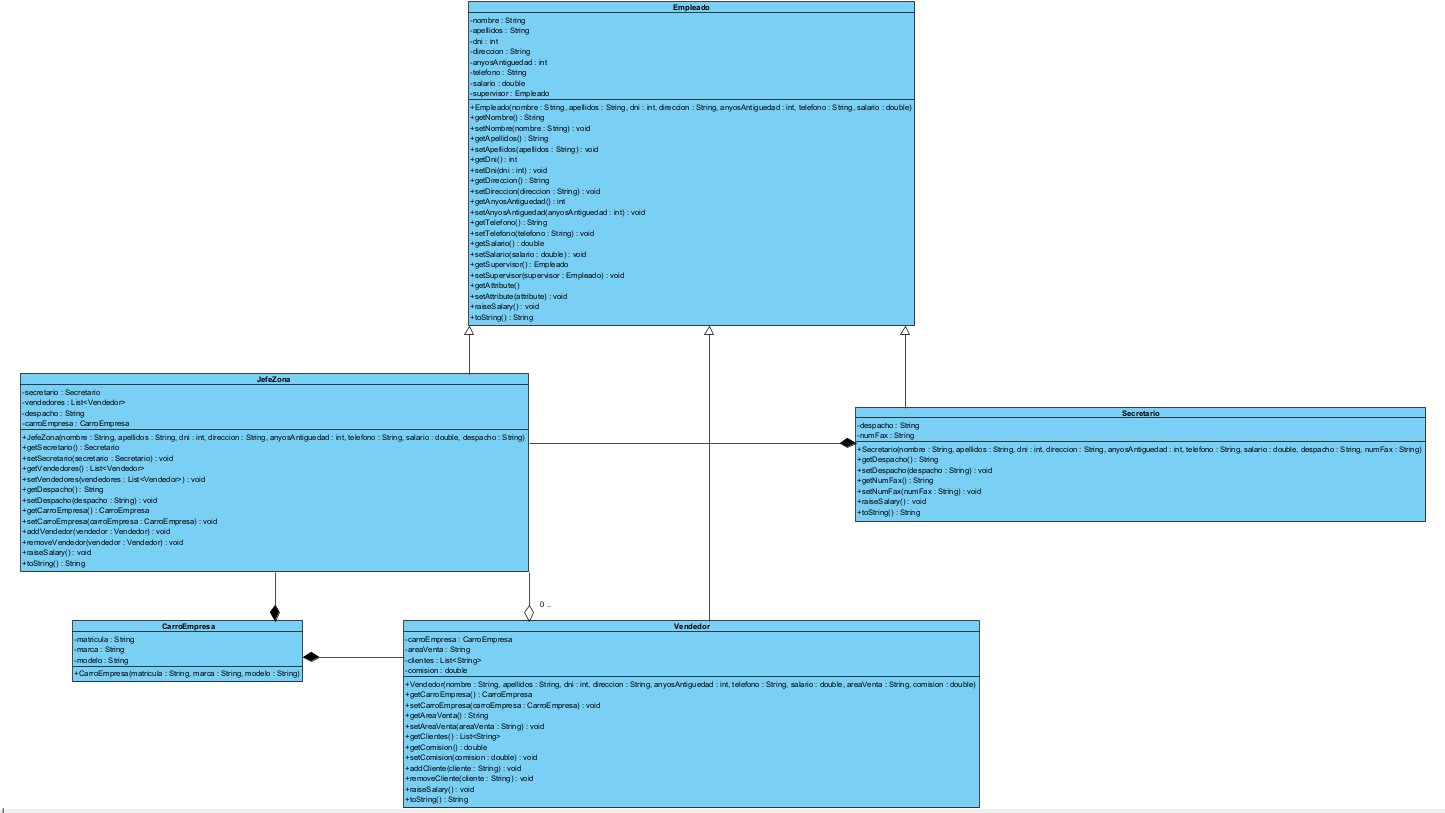 Empleado
-nombre : String
-apellidos : String
-dni : int
-direccion : String
-anyosAntiguedad : int
-telefono : String
-salario : double
-supervisor : Empleado
+Empleado(nombre : String, apellidos : String, dni : int, direccion : String, anyosAntiguedad : int, telefono : String, salario : double)
+getNombre() : String
+setNombre(nombre : String) : void
+getApellidos() : String
+setApellidos(apellidos : String) : void
+getDni() : int
+setDni(dni : int) : void
+getDireccion() : String
+setDireccion(direccion : String) : void
+getAnyosAntiguedad() : int
+setAnyosAntiguedad(anyosAntiguedad : int) : void
+getTelefono() : String
+setTelefono(telefono : String) : void
+getSalario() : double
+setSalario(salario : double) : void
+getSupervisor() : Empleado
+setSupervisor(supervisor : Empleado) : void
+getAttribute()
+setAttribute(attribute) : void
+raiseSalary() : void
+toString() : String
JefeZona
-secretario : Secretario
-vendedores : List<Vendedor>
-despacho : String
-carroEmpresa : CarroEmpresa
+JefeZona(nombre : String, apellidos : String, dni : int, direccion : String, anyosAntiguedad : int, telefono : String, salario : double, despacho : String)
+getSecretario() : Secretario
+setSecretario(secretario : Secretario) : void
+getVendedores() : List<Vendedor>
+setVendedores(vendedores : List<Vendedor>) : void
+getDespacho() : String
+setDespacho(despacho : String) : void
+getCarroEmpresa() : CarroEmpresa
+setCarroEmpresa(carroEmpresa : CarroEmpresa) : void
+addVendedor(vendedor : Vendedor) : void
+removeVendedor(vendedor : Vendedor) : void
+raiseSalary() : void
+toString() : String
Secretario
-despacho : String
-numFax : String
+Secretario(nombre : String, apellidos : String, dni : int, direccion : String, anyosAntiguedad : int, telefono : String, salario : double, despacho : String, numFax : String)
+getDespacho() : String
+setDespacho(despacho : String) : void
+getNumFax() : String
+setNumFax(numFax : String) : void
+raiseSalary() : void
+toString() : String
0 ..
CarroEmpresa
-matricula : String
-marca : String
-modelo : String
+CarroEmpresa(matricula : String, marca : String, modelo : String)
Vendedor
-carroEmpresa : CarroEmpresa
-areaVenta : String
-clientes : List<String>
-comision : double
+Vendedor(nombre : String, apellidos : String, dni : int, direccion : String, anyosAntiguedad : int, telefono : String, salario : double, areaVenta : String, comision : double)
+getCarroEmpresa() : CarroEmpresa
+setCarroEmpresa(carroEmpresa : CarroEmpresa) : void
+getAreaVenta() : String
+setAreaVenta(areaVenta : String) : void
+getClientes() : List<String>
+getComision() : double
+setComision(comision : double) : void
+addCliente(cliente : String) : void
+removeCliente(cliente : String) : void
+raiseSalary() : void
+toString() : String